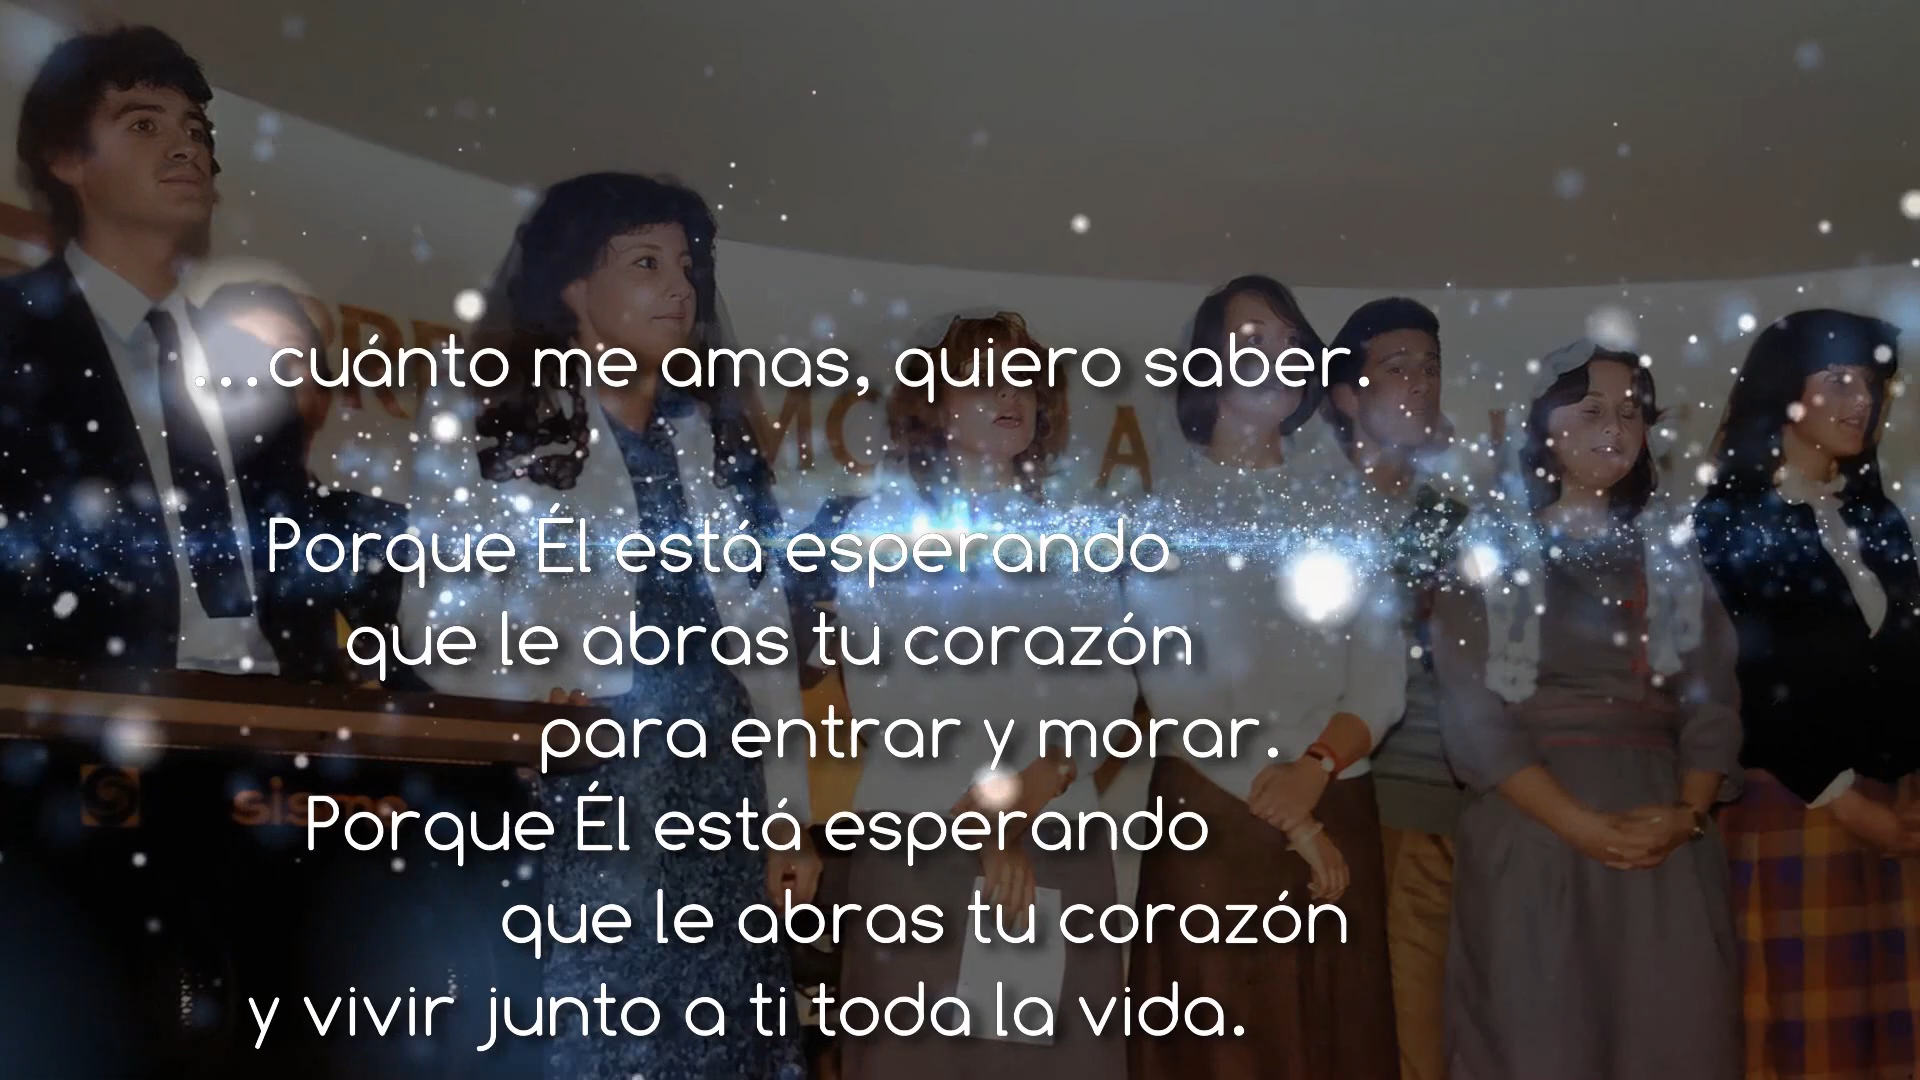 ...cuánto me amas, quiero saber.
Porque Él está esperando
que le abras tu corazón
para entrar y morar.
Porque Él está esperando
que le abras tu corazón
y vivir junto a ti toda la vida.
sismo
A